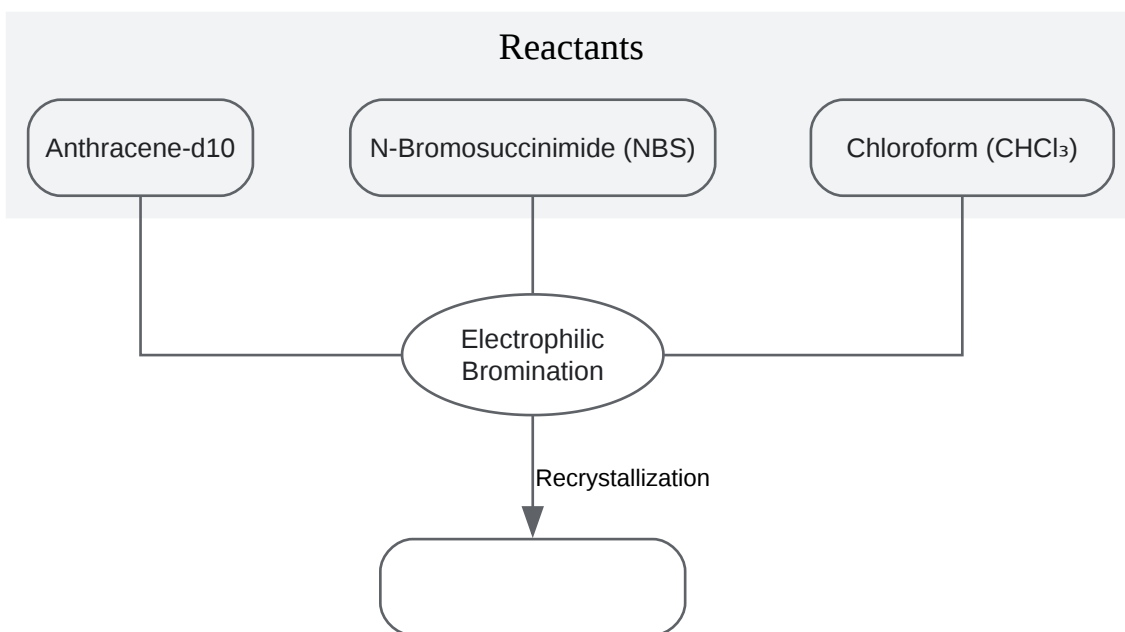 Reactants
Anthracene-d10
N-Bromosuccinimide (NBS)
Chloroform (CHCl₃)
Electrophilic
Bromination
Recrystallization